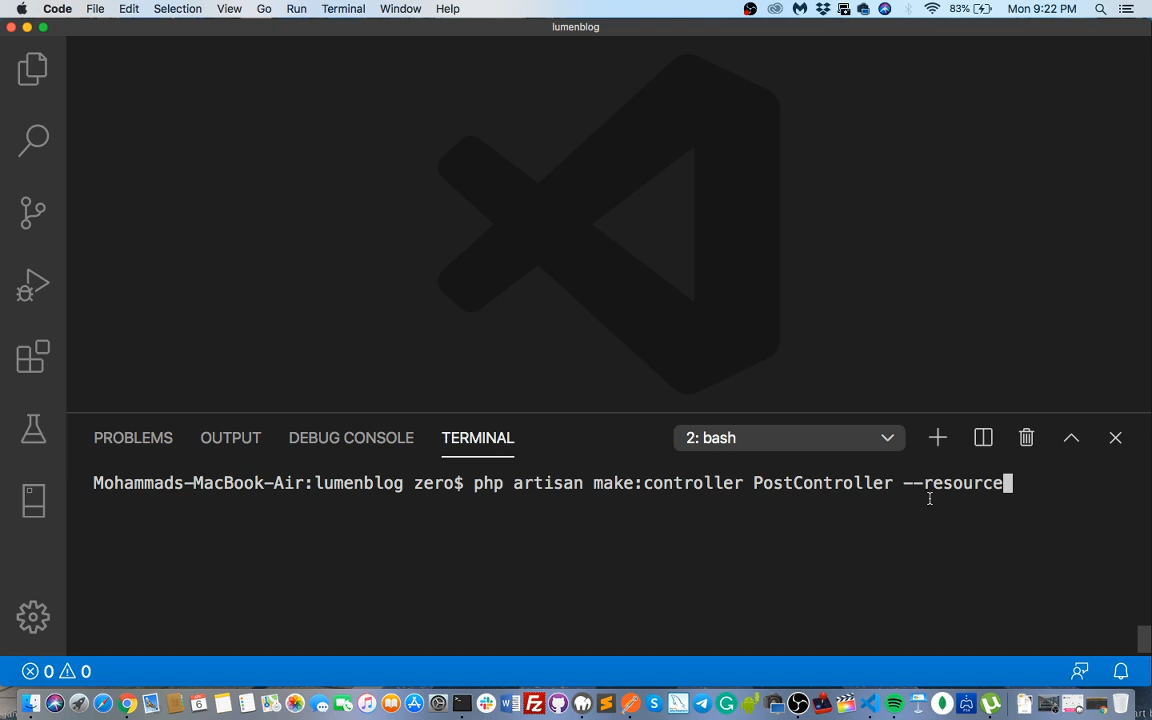 Code File Edit Selection View Go Run Terminal Window Help 83% Mon 9:22 PM
lumenblog
PROBLEMS OUTPUT DEBUG CONSOLE TERMINAL 2: bash
Mohammads-MacBook-Air:lumenblog zero$ php artisan make:controller PostController --resource
0 0